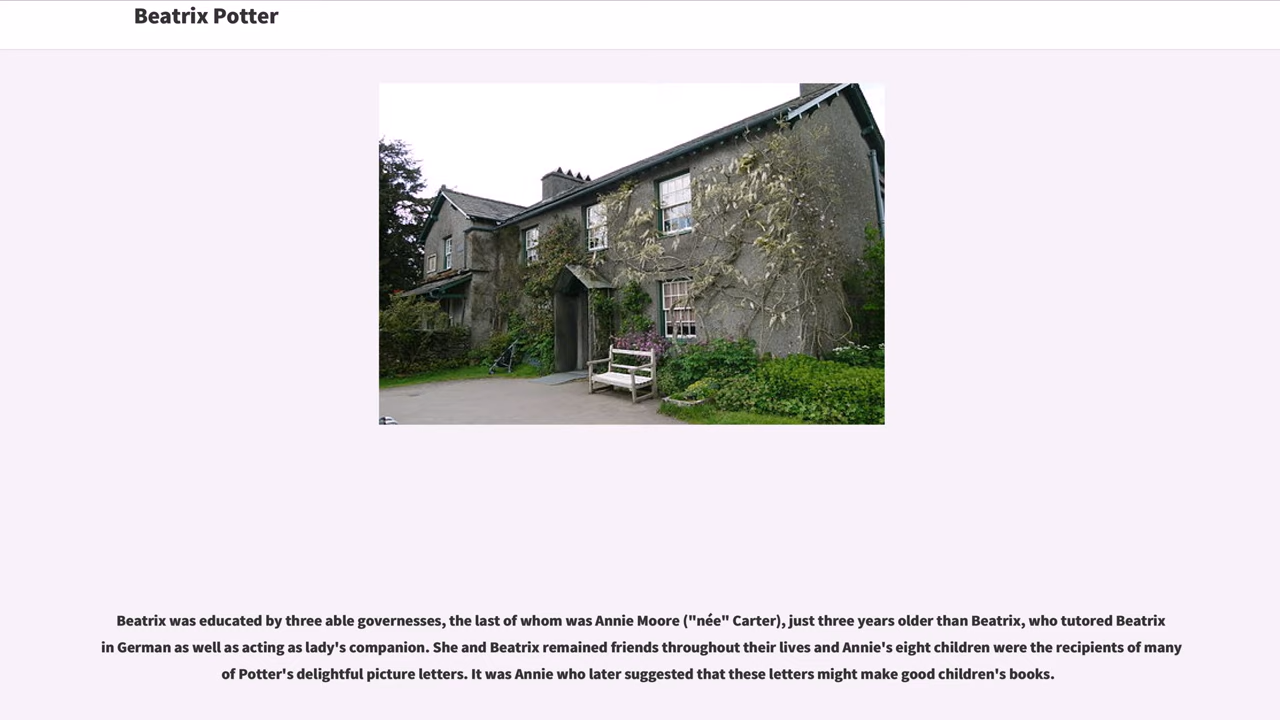 Beatrix Potter
Beatrix was educated by three able governesses, the last of whom was Annie Moore ("née" Carter), just three years older than Beatrix, who tutored Beatrix
in German as well as acting as lady's companion. She and Beatrix remained friends throughout their lives and Annie's eight children were the recipients of many
of Potter's delightful picture letters. It was Annie who later suggested that these letters might make good children's books.